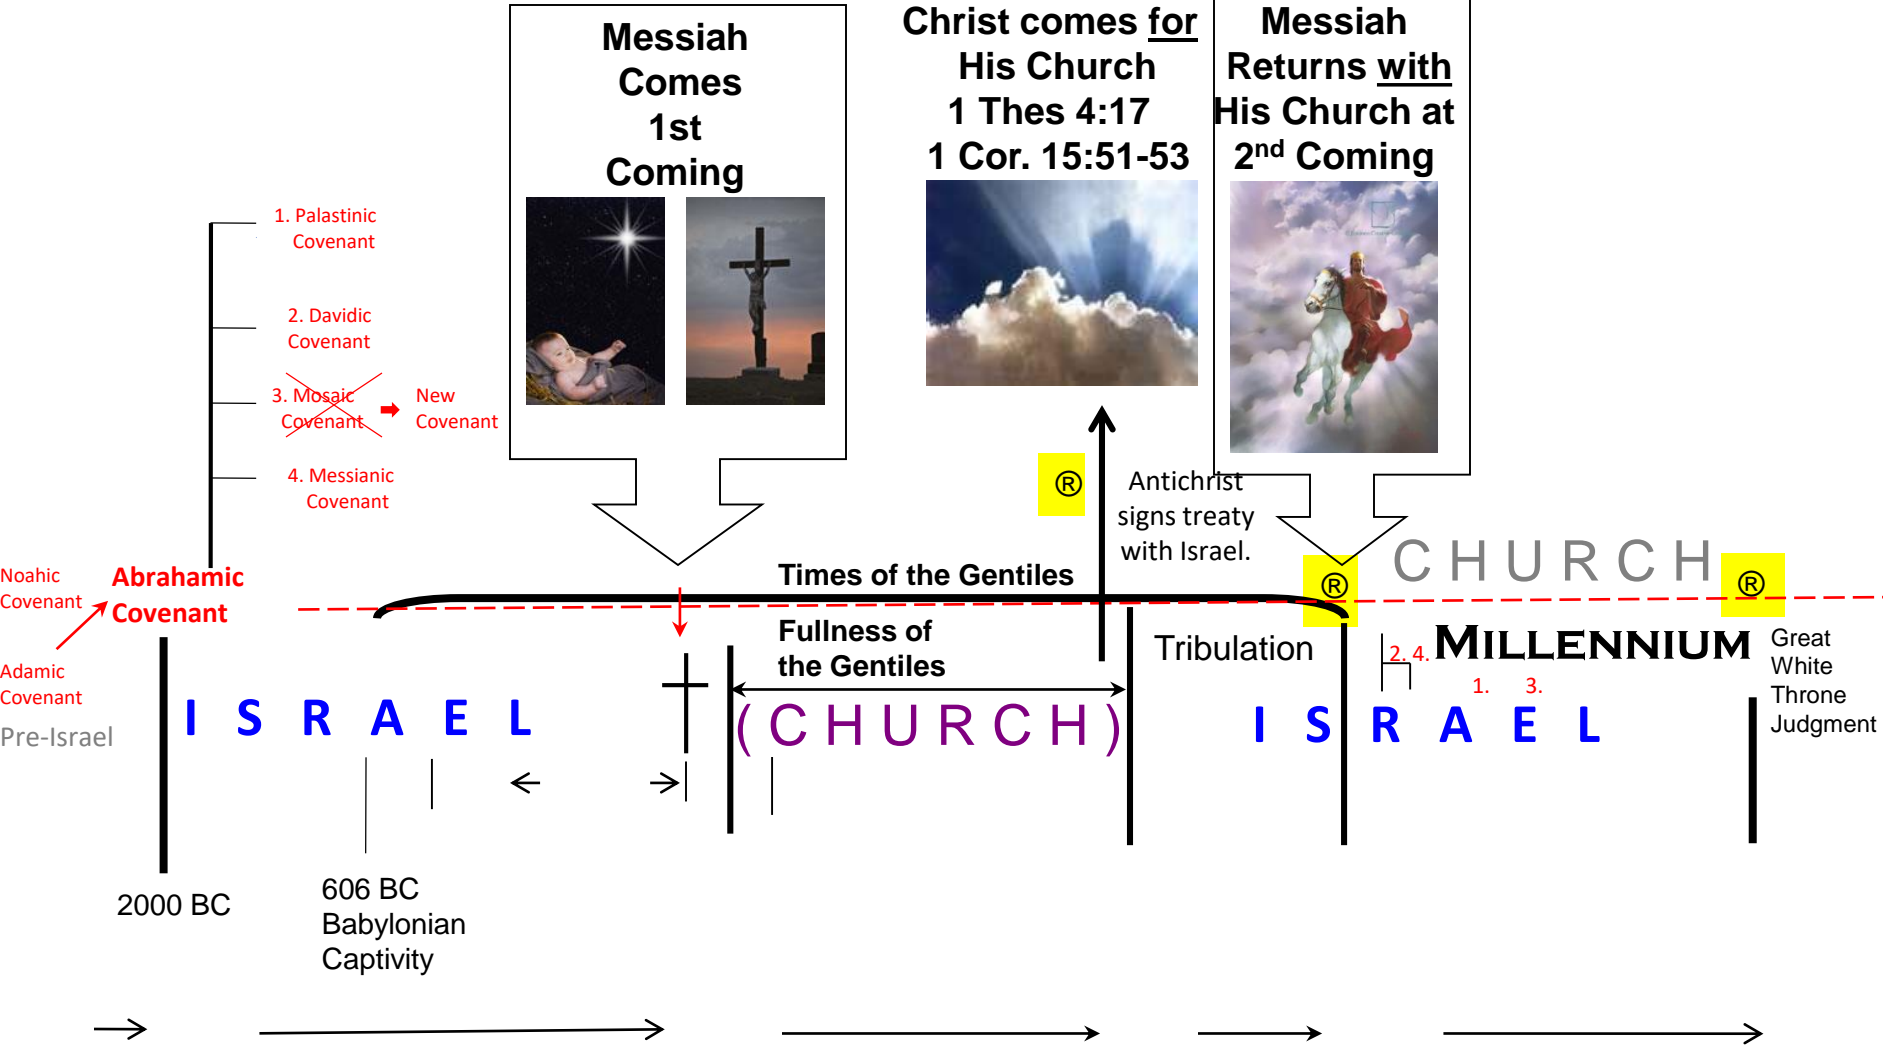 Messiah
Comes
1st
Coming
Christ comes for
His Church
1 Thes 4:17
1 Cor. 15:51-53
Messiah
Returns with
His Church at
2nd Coming
1. Palastinic
Covenant
2. Davidic
Covenant
3. Mosaic
Covenant
New
Covenant
4. Messianic
Covenant
®
Antichrist
signs treaty
with Israel.
Noahic
Covenant
Abrahamic
Covenant
Adamic
Covenant
Pre-Israel
Times of the Gentiles
Fullness of
the Gentiles
®
CHURCH
®
Tribulation
2. 4.
MILLENNIUM
1. 3.
Great
White
Throne
Judgment
ISRAEL
(CHURCH)
ISRAEL
2000 BC
606 BC
Babylonian
Captivity